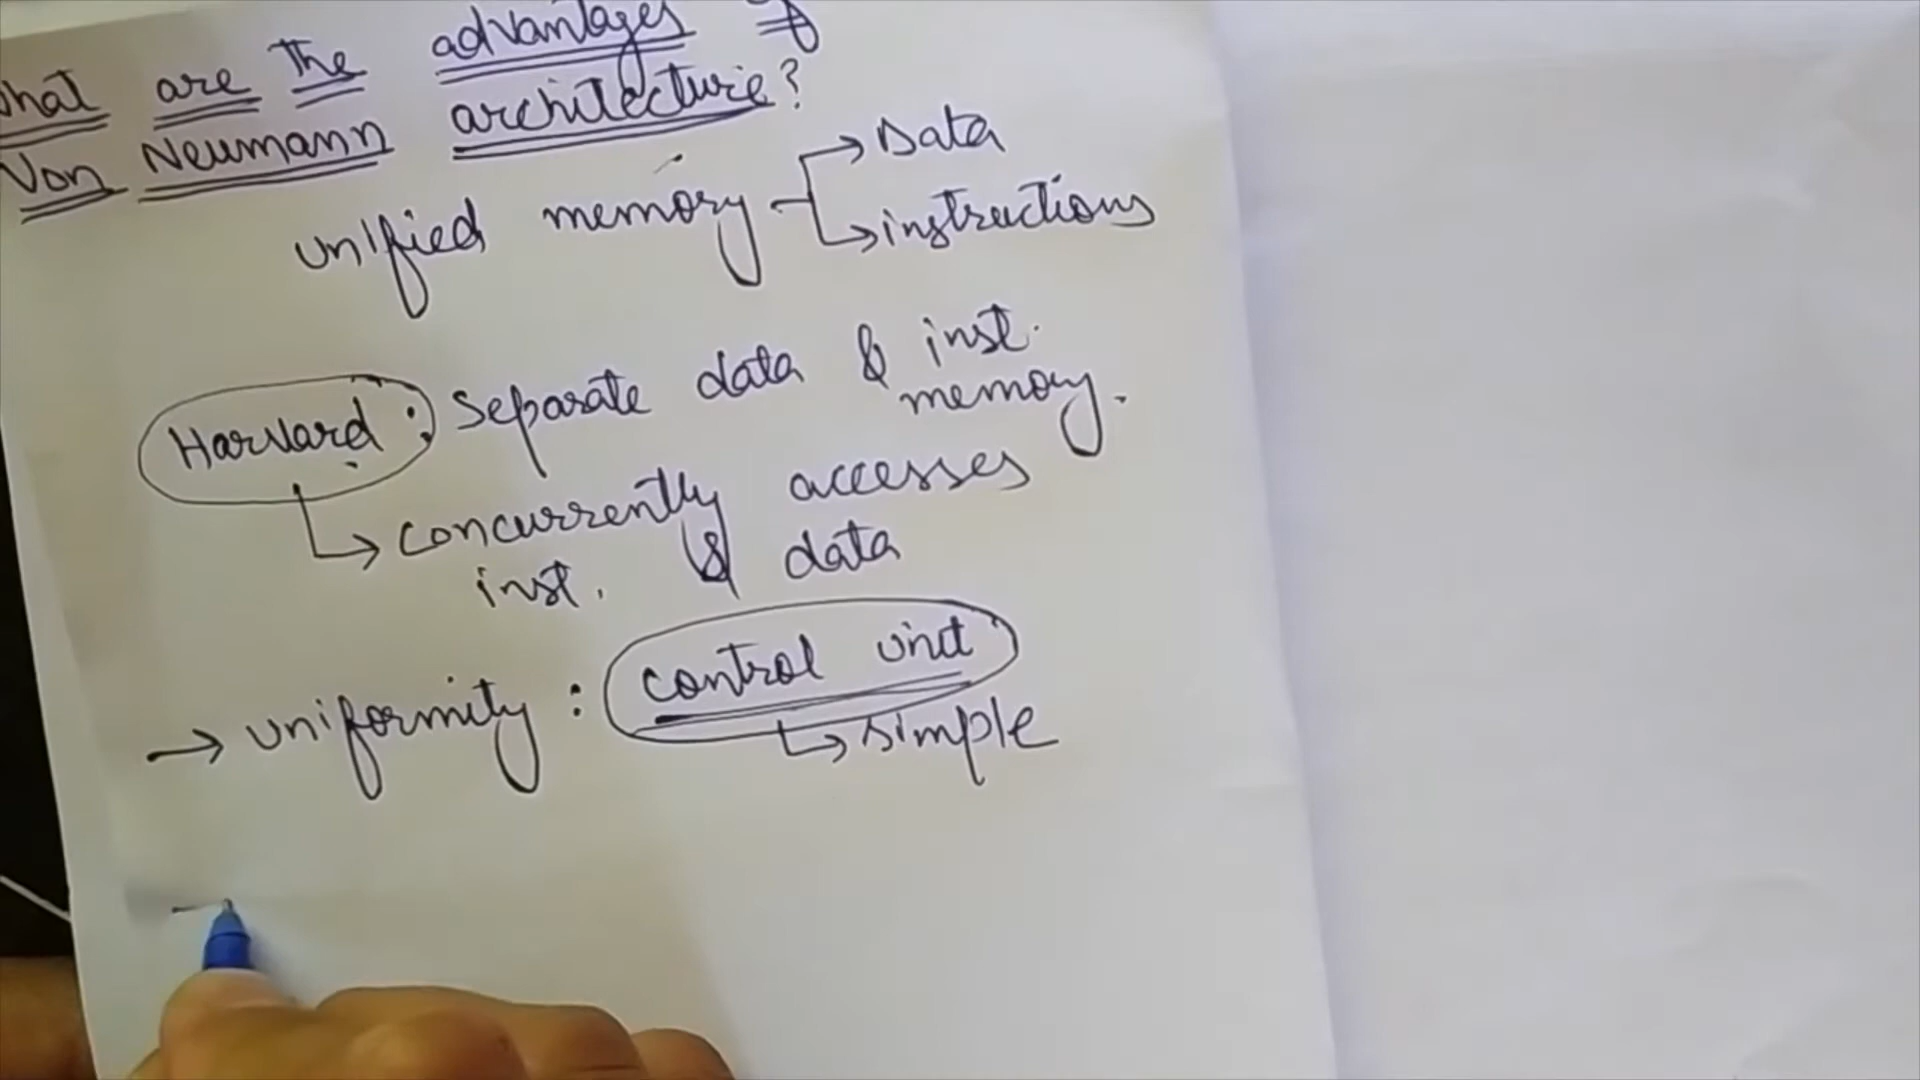 What are the advantages of
Von Neumann architecture?
unified memory → Data
→ instructions
Harvard : separate data & inst.
memory.
→ concurrently accesses
inst. & data
→ uniformity : control unit
→ simple